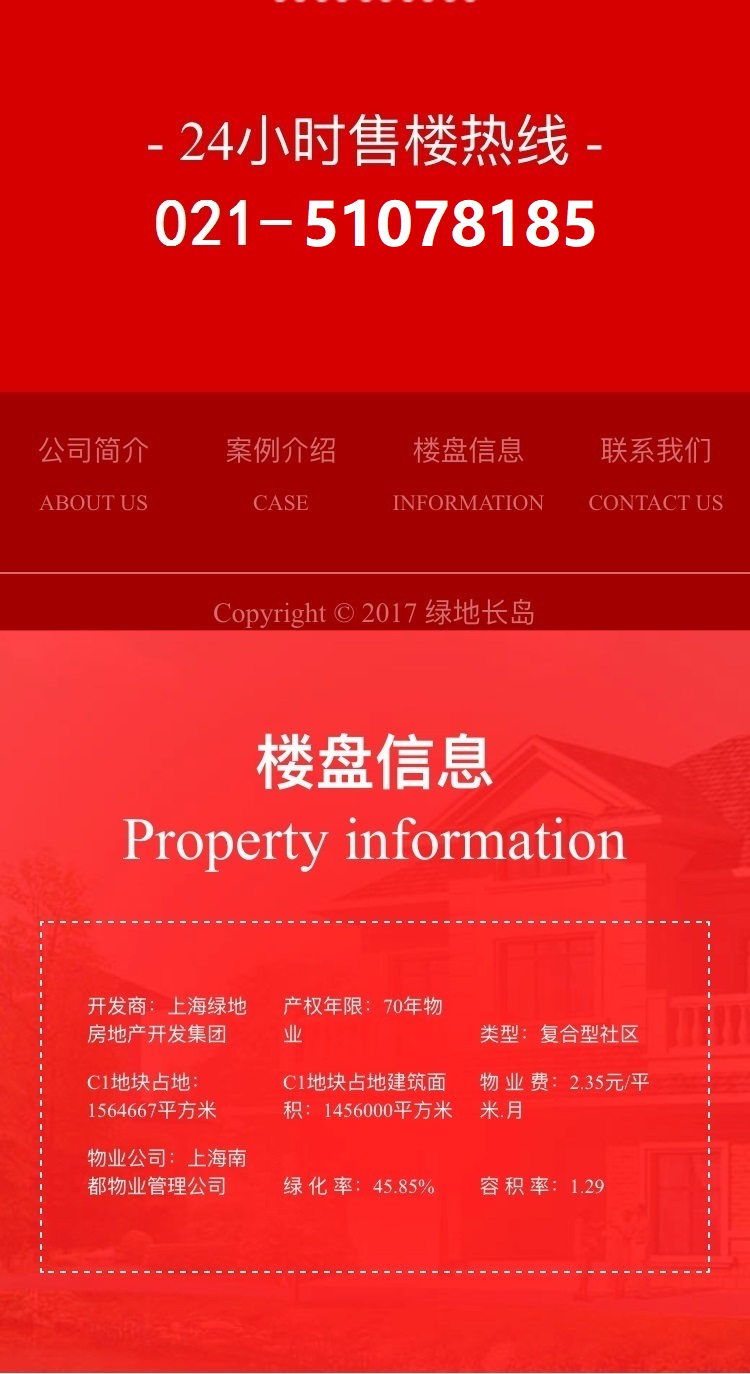 - 24小时售楼热线 -
021-51078185
公司简介 案例介绍 楼盘信息 联系我们
ABOUT US CASE INFORMATION CONTACT US
Copyright © 2017 绿地长岛
楼盘信息
Property information
开发商：上海绿地
房地产开发集团
产权年限：70年物
业
类型：复合型社区
C1地块占地：
1564667平方米
C1地块占地建筑面
积：1456000平方米
物 业 费：2.35元/平
米.月
物业公司：上海南
都物业管理公司
绿 化 率：45.85%
容 积 率：1.29